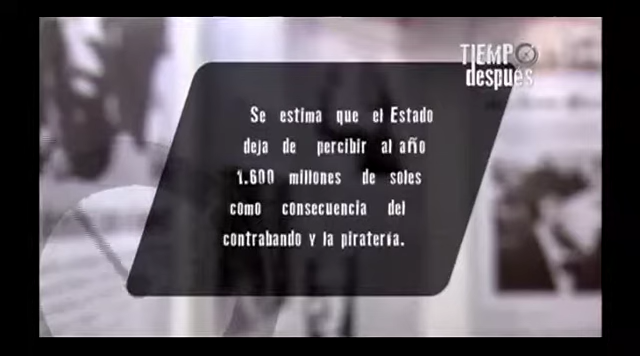 TIEMPO
después
Se estima que el Estado
deja de percibir al año
1.600 millones de soles
como consecuencia del
contrabando y la piratería.